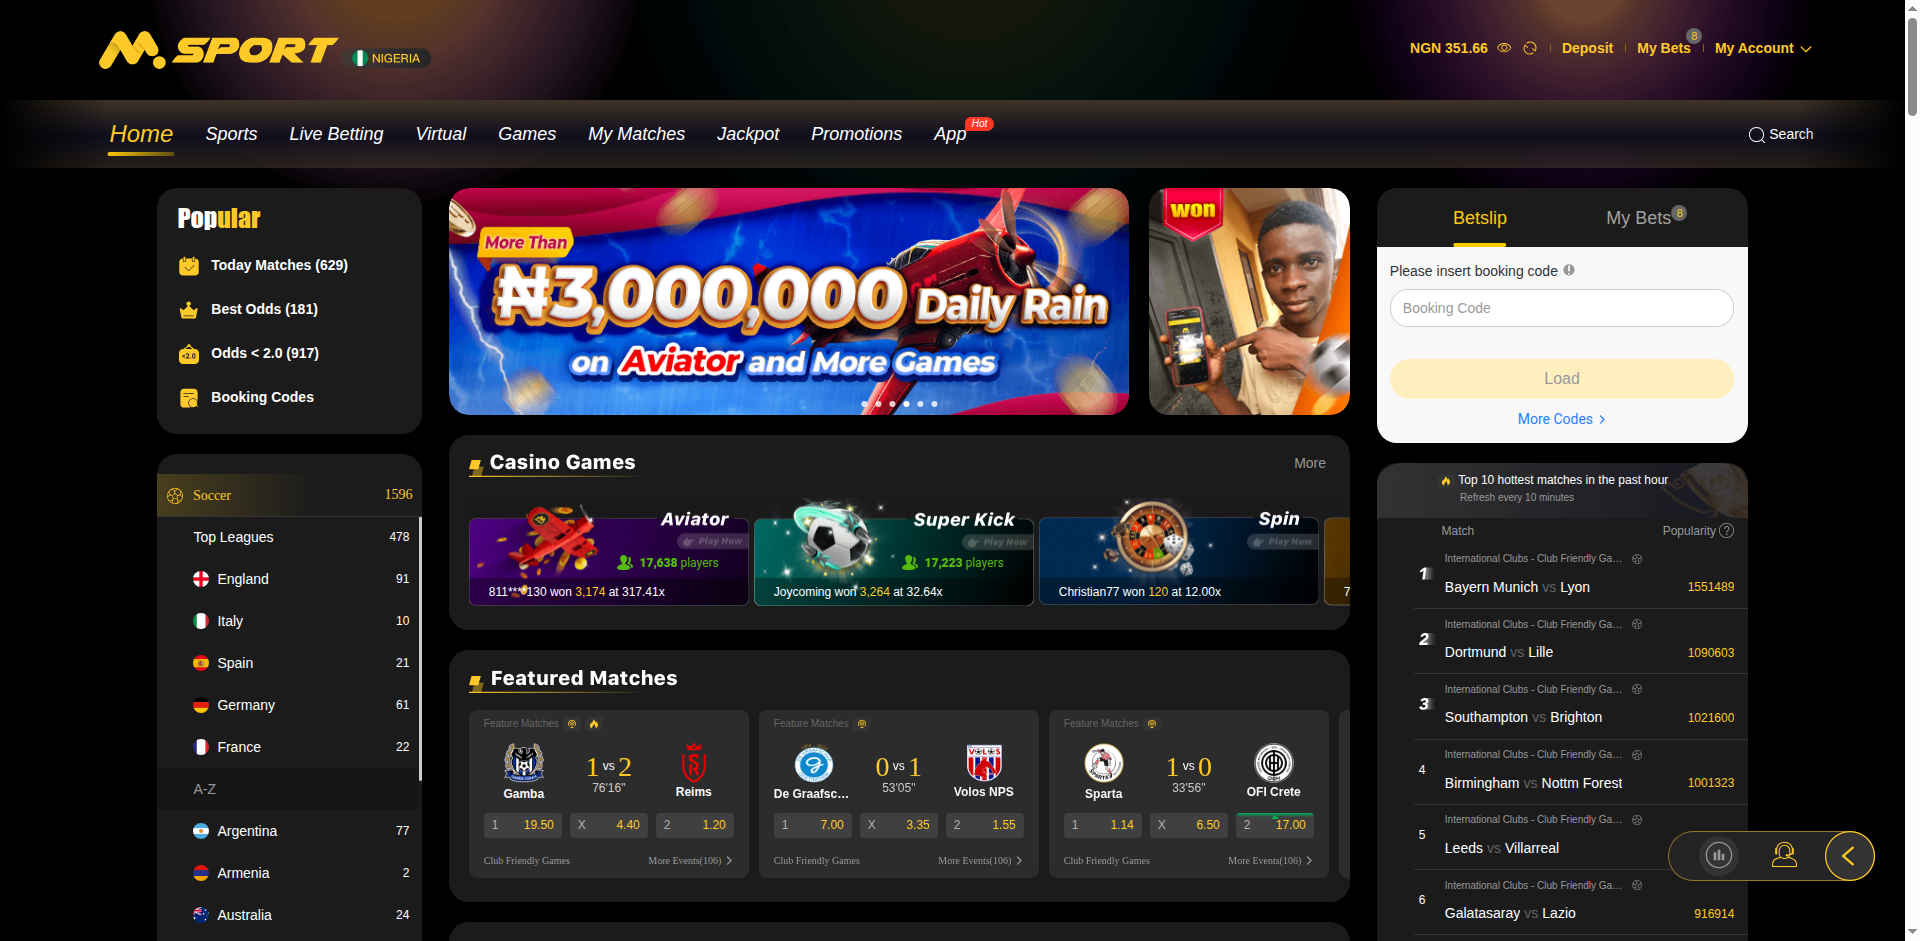 M.SPORT
NIGERIA
NGN 351.66
Deposit
My Bets
8
My Account
Home
Sports
Live Betting
Virtual
Games
My Matches
Jackpot
Promotions
App
Hot
Search
Popular
Today Matches (629)
Best Odds (181)
<2.0
Odds < 2.0 (917)
Booking Codes
Soccer 1596
Top Leagues 478
England 91
Italy 10
Spain 21
Germany 61
France 22
A-Z
Argentina 77
Armenia 2
Australia 24
More Than
₦3,000,000 Daily Rain
on Aviator and More Games
won
Casino Games
More
Aviator
Play Now
17,638 players
811***130 won 3,174 at 317.41x
Super Kick
Play Now
17,223 players
Joycoming won 3,264 at 32.64x
Spin
Play Now
Christian77 won 120 at 12.00x
7
Featured Matches
Feature Matches
1 vs 2
76'16"
Gamba
Reims
1 19.50
X 4.40
2 1.20
Club Friendly Games
More Events(106)
Feature Matches
0 vs 1
53'05"
De Graafsc...
VOLOS
Volos NPS
1 7.00
X 3.35
2 1.55
Club Friendly Games
More Events(106)
Feature Matches
SPARTA
1 vs 0
33'56"
Sparta
OFI Crete
1 1.14
X 6.50
2 17.00
Club Friendly Games
More Events(106)
Betslip
My Bets
8
Please insert booking code
Booking Code
Load
More Codes
Top 10 hottest matches in the past hour
Refresh every 10 minutes
Match
Popularity
International Clubs - Club Friendly Ga...
1
Bayern Munich vs Lyon 1551489
International Clubs - Club Friendly Ga...
2
Dortmund vs Lille 1090603
International Clubs - Club Friendly Ga...
3
Southampton vs Brighton 1021600
International Clubs - Club Friendly Ga...
4
Birmingham vs Nottm Forest 1001323
International Clubs - Club Friendly Ga...
5
Leeds vs Villarreal
International Clubs - Club Friendly Ga...
6
Galatasaray vs Lazio 916914